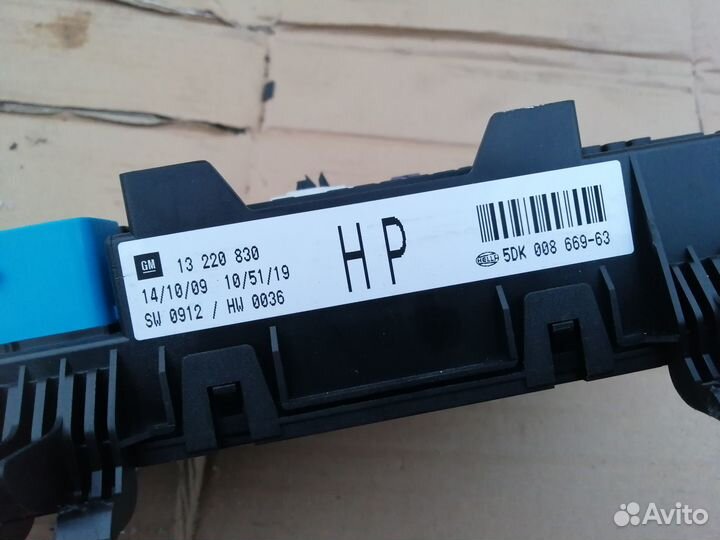 GM 13 220 830
14/10/09 10/51/19
SW 0912 / HW 0036
HP
HELLA 5DK 008 669-63
Avito